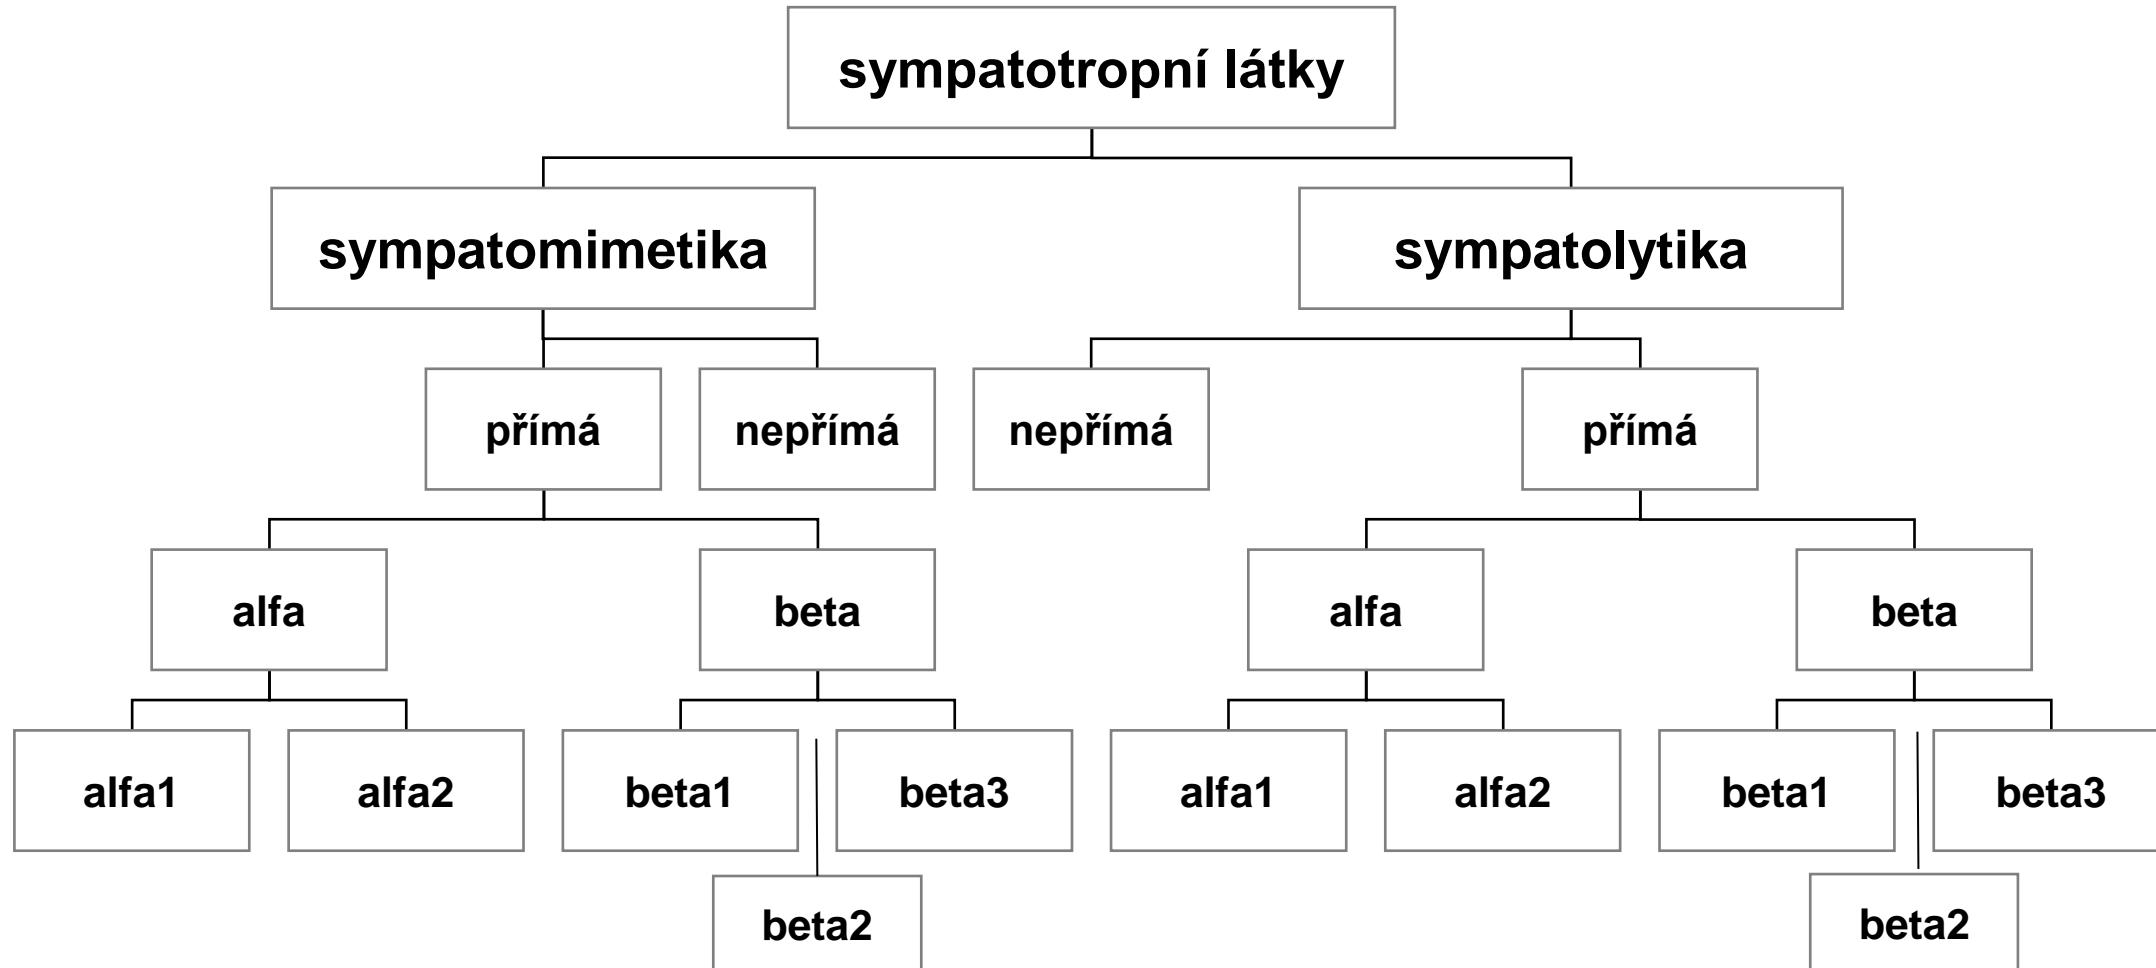 sympatotropní látky
sympatomimetika
sympatolytika
přímá
nepřímá
nepřímá
přímá
alfa
beta
alfa
beta
alfa1
alfa2
beta1
beta3
alfa1
alfa2
beta1
beta3
beta2
beta2